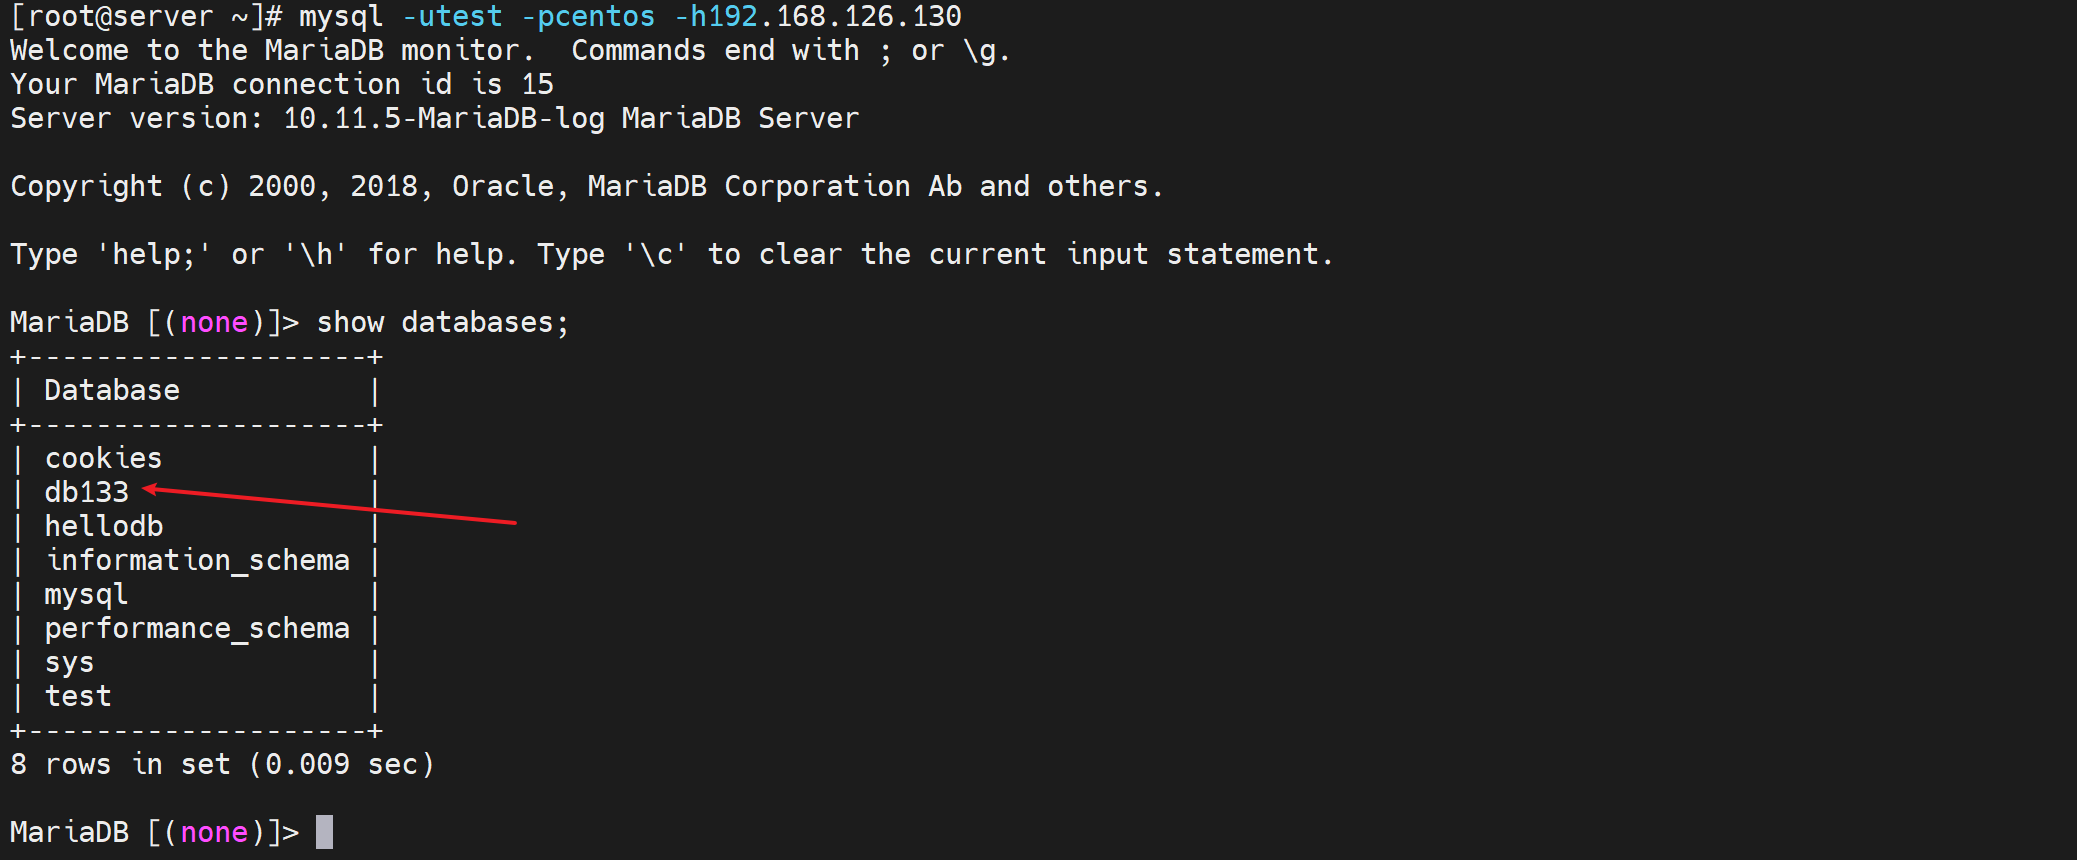 [root@server ~]# mysql -utest -pcentos -h192.168.126.130
Welcome to the MariaDB monitor.  Commands end with ; or \g.
Your MariaDB connection id is 15
Server version: 10.11.5-MariaDB-log MariaDB Server

Copyright (c) 2000, 2018, Oracle, MariaDB Corporation Ab and others.

Type 'help;' or '\h' for help. Type '\c' to clear the current input statement.

MariaDB [(none)]> show databases;
+--------------------+
| Database           |
+--------------------+
| cookies            |
| db133              |
| hellodb            |
| information_schema |
| mysql              |
| performance_schema |
| sys                |
| test               |
+--------------------+
8 rows in set (0.009 sec)

MariaDB [(none)]>